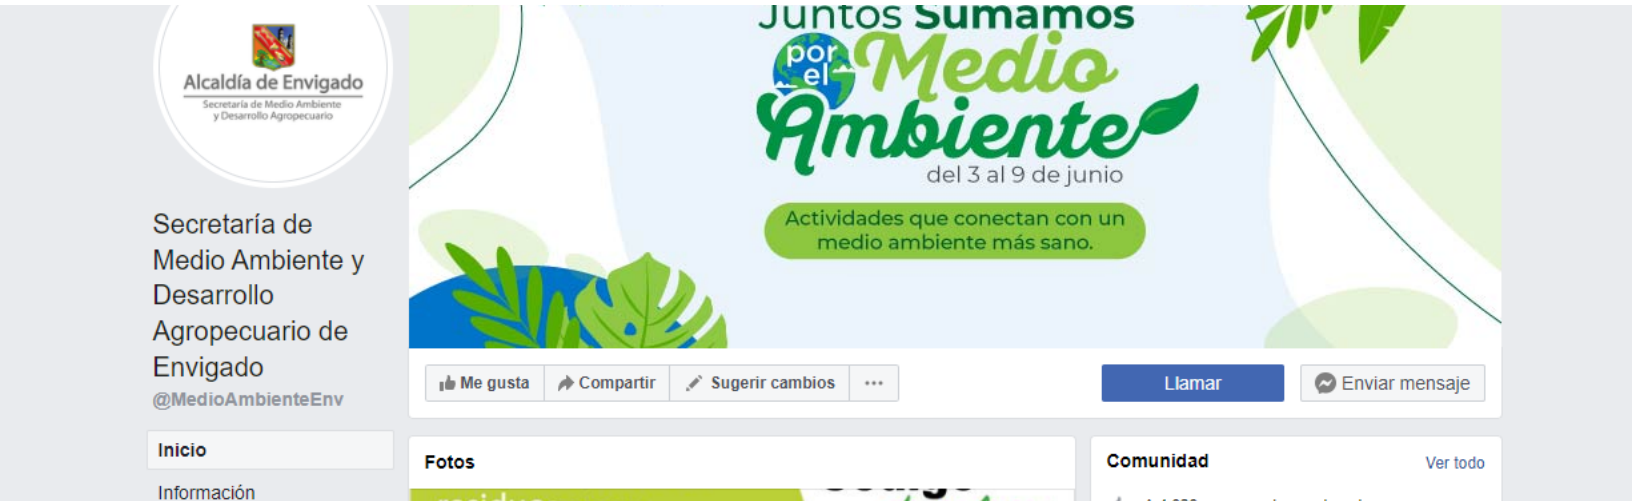 Alcaldía de Envigado
Secretaría de Medio Ambiente
y Desarrollo Agropecuario
Secretaría de
Medio Ambiente y
Desarrollo
Agropecuario de
Envigado
@MedioAmbienteEnv
Inicio
Información
Juntos Sumamos
por
el Medio
Ambiente
del 3 al 9 de junio
Actividades que conectan con un
medio ambiente más sano.
Me gusta
Compartir
Sugerir cambios
Llamar
Enviar mensaje
Fotos
Comunidad
Ver todo